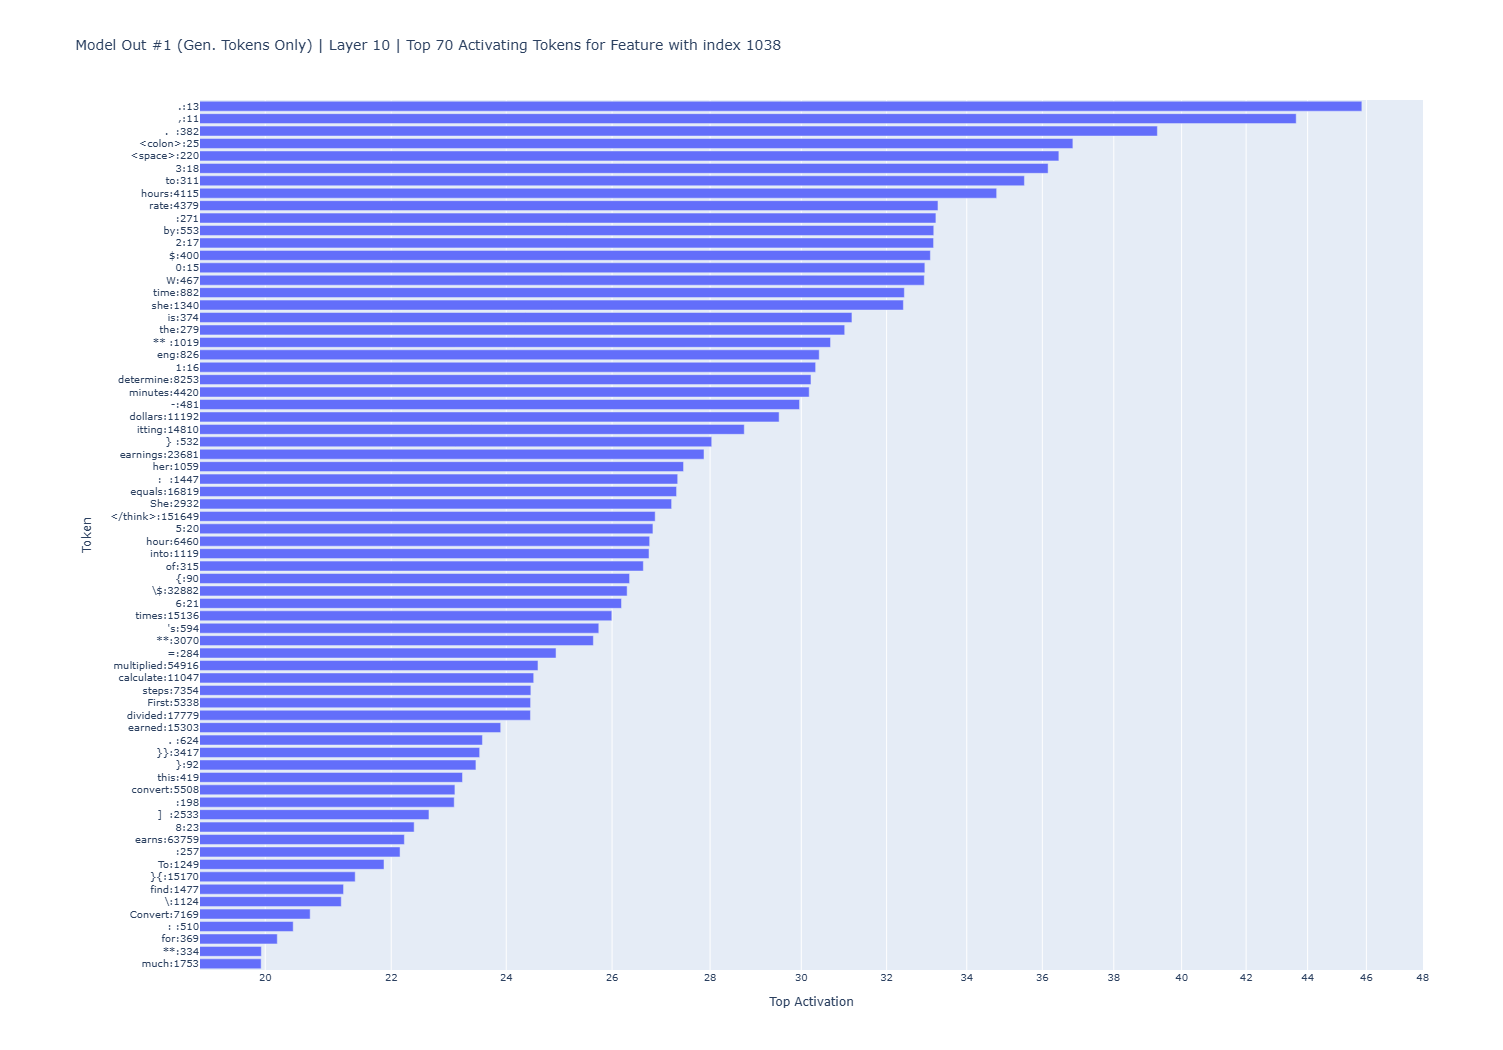 Model Out #1 (Gen. Tokens Only) | Layer 10 | Top 70 Activating Tokens for Feature with index 1038
.:13
,:11
. :382
<colon>:25
<space>:220
3:18
to:311
hours:4115
rate:4379
:271
by:553
2:17
$:400
0:15
W:467
time:882
she:1340
is:374
the:279
** :1019
eng:826
1:16
determine:8253
minutes:4420
-:481
dollars:11192
itting:14810
} :532
earnings:23681
her:1059
: :1447
equals:16819
She:2932
</think>:151649
5:20
hour:6460
into:1119
of:315
{:90
\$:32882
6:21
times:15136
's:594
**:3070
=:284
multiplied:54916
calculate:11047
steps:7354
First:5338
divided:17779
earned:15303
. :624
}}:3417
}:92
this:419
convert:5508
:198
] :2533
8:23
earns:63759
:257
To:1249
}{:15170
find:1477
\:1124
Convert:7169
: :510
for:369
**:334
much:1753
Token
20 22 24 26 28 30 32 34 36 38 40 42 44 46 48
Top Activation